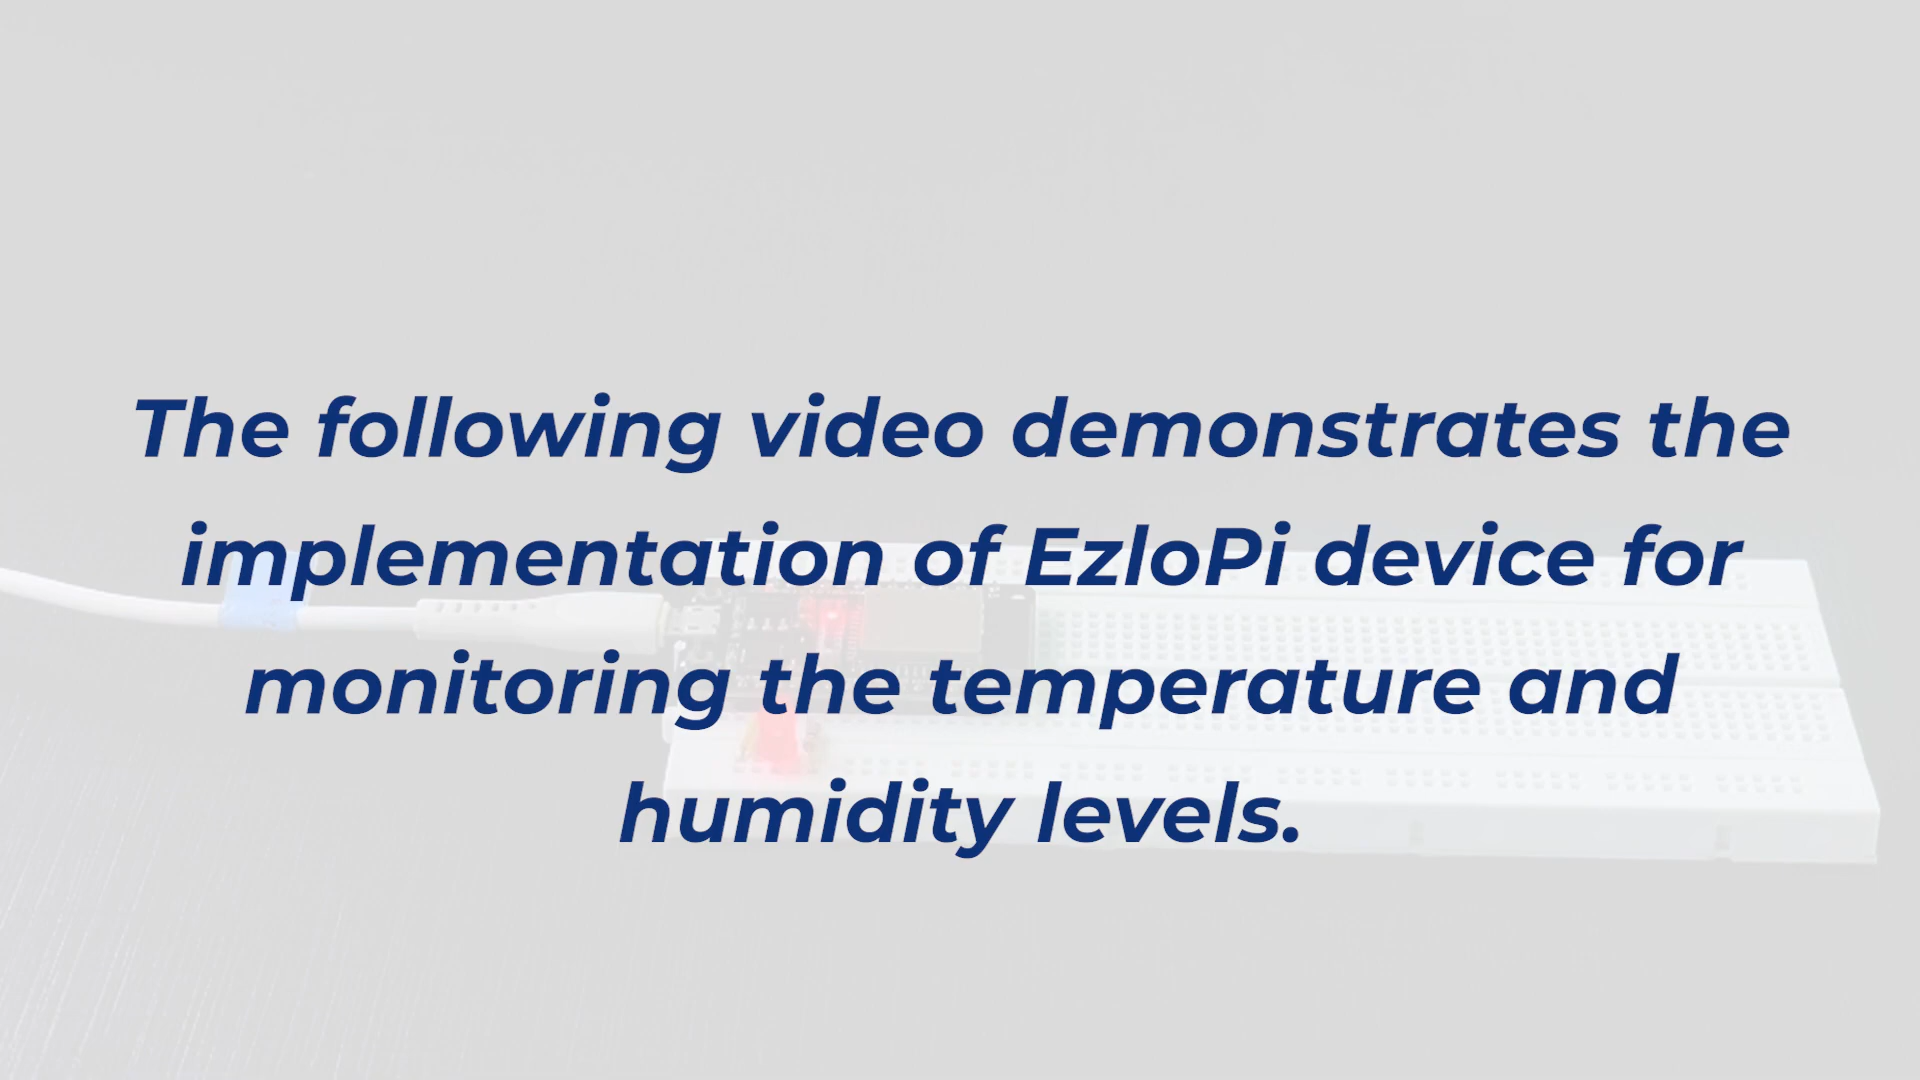 The following video demonstrates the
implementation of EzloPi device for
monitoring the temperature and
humidity levels.